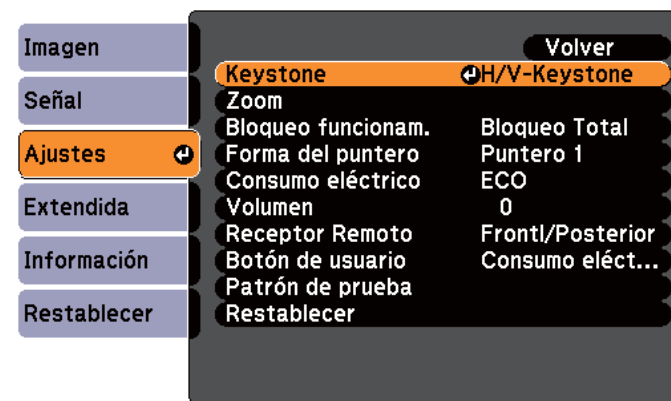 Imagen
Señal
Ajustes
Extendida
Información
Restablecer
Volver
Keystone H/V-Keystone
Zoom
Bloqueo funcionam. Bloqueo Total
Forma del puntero Puntero 1
Consumo eléctrico ECO
Volumen 0
Receptor Remoto Frontl/Posterior
Botón de usuario Consumo eléct...
Patrón de prueba
Restablecer